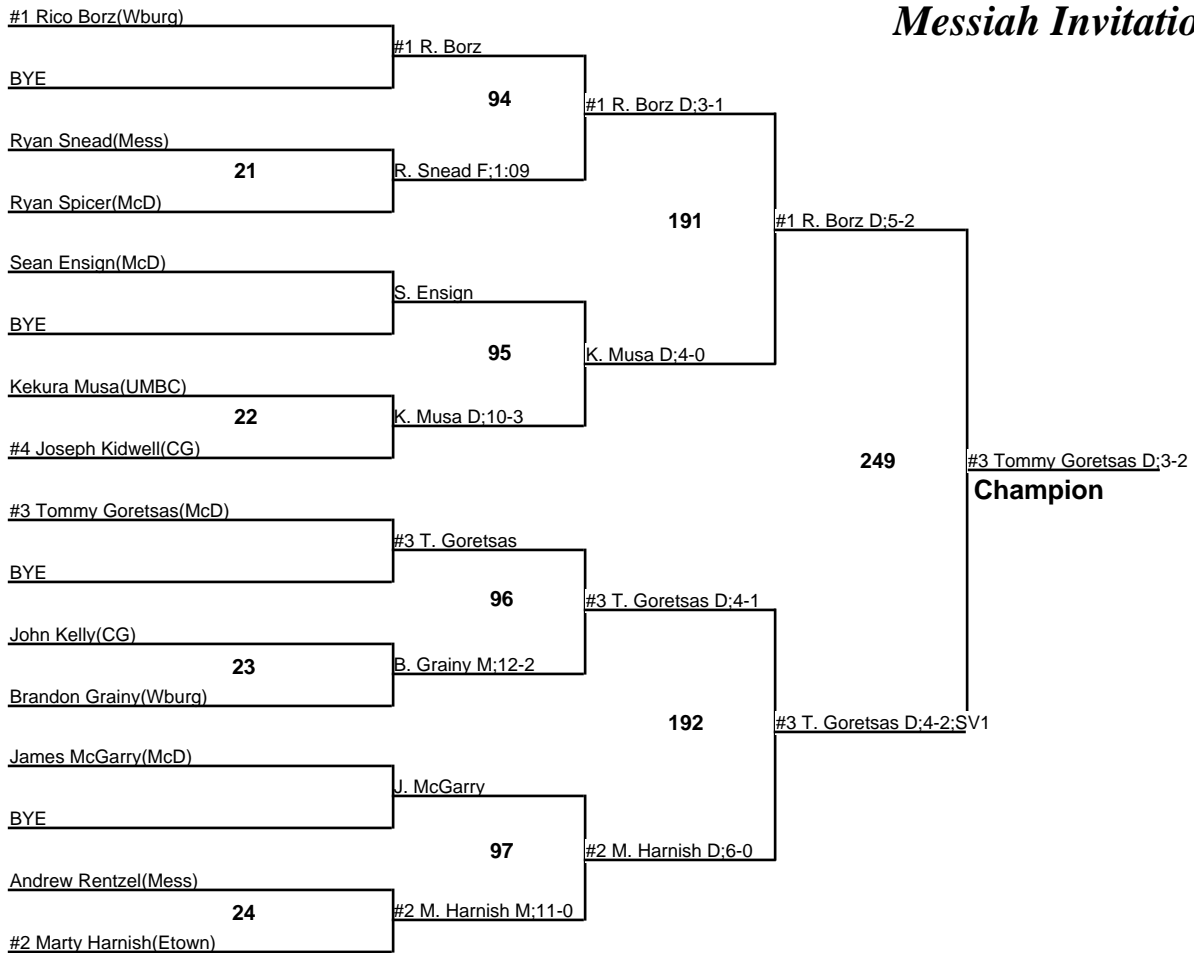 Messiah Invitatio
#1 Rico Borz(Wburg)
#1 R. Borz
BYE
94
#1 R. Borz D;3-1
Ryan Snead(Mess)
21
R. Snead F;1:09
Ryan Spicer(McD)
191
#1 R. Borz D;5-2
Sean Ensign(McD)
S. Ensign
BYE
95
K. Musa D;4-0
Kekura Musa(UMBC)
22
K. Musa D;10-3
#4 Joseph Kidwell(CG)
249
#3 Tommy Goretsas D;3-2
Champion
#3 Tommy Goretsas(McD)
#3 T. Goretsas
BYE
96
#3 T. Goretsas D;4-1
John Kelly(CG)
23
B. Grainy M;12-2
Brandon Grainy(Wburg)
192
#3 T. Goretsas D;4-2;SV1
James McGarry(McD)
J. McGarry
BYE
97
#2 M. Harnish D;6-0
Andrew Rentzel(Mess)
24
#2 M. Harnish M;11-0
#2 Marty Harnish(Etown)